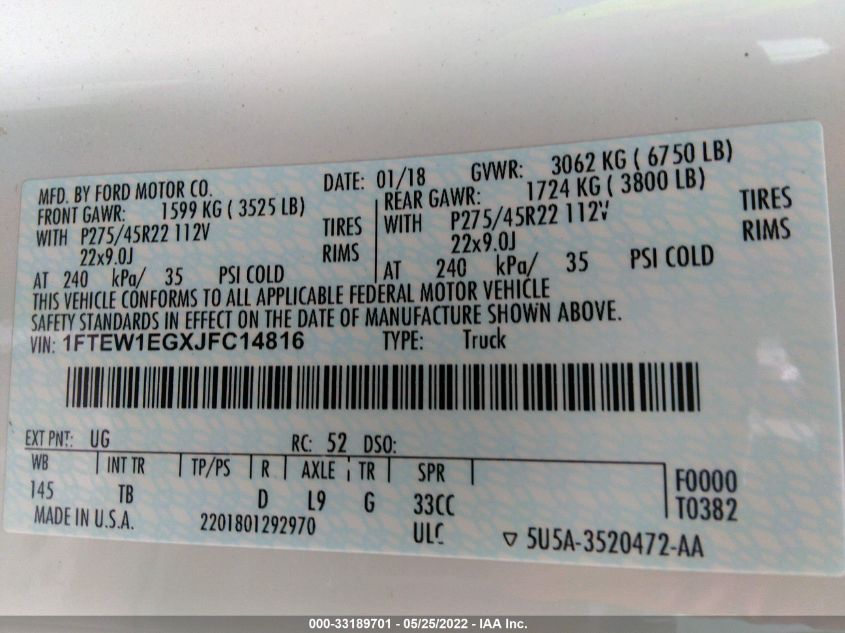 MFD. BY FORD MOTOR CO. DATE: 01/18 GVWR: 3062 KG ( 6750 LB)
FRONT GAWR: 1599 KG ( 3525 LB) REAR GAWR: 1724 KG ( 3800 LB)
WITH P275/45R22 112V TIRES WITH P275/45R22 112V TIRES
22x9.0J RIMS 22x9.0J RIMS
AT 240 kPa/ 35 PSI COLD AT 240 kPa/ 35 PSI COLD
THIS VEHICLE CONFORMS TO ALL APPLICABLE FEDERAL MOTOR VEHICLE
SAFETY STANDARDS IN EFFECT ON THE DATE OF MANUFACTURE SHOWN ABOVE.
VIN: 1FTEW1EGXJFC14816 TYPE: Truck
EXT PNT: UG RC: 52 DSO:
WB INT TR TP/PS R AXLE TR SPR F0000
145 TB D L9 G 33CC T0382
MADE IN U.S.A. 2201801292970 ULC 5U5A-3520472-AA
000-33189701 - 05/25/2022 - IAA Inc.